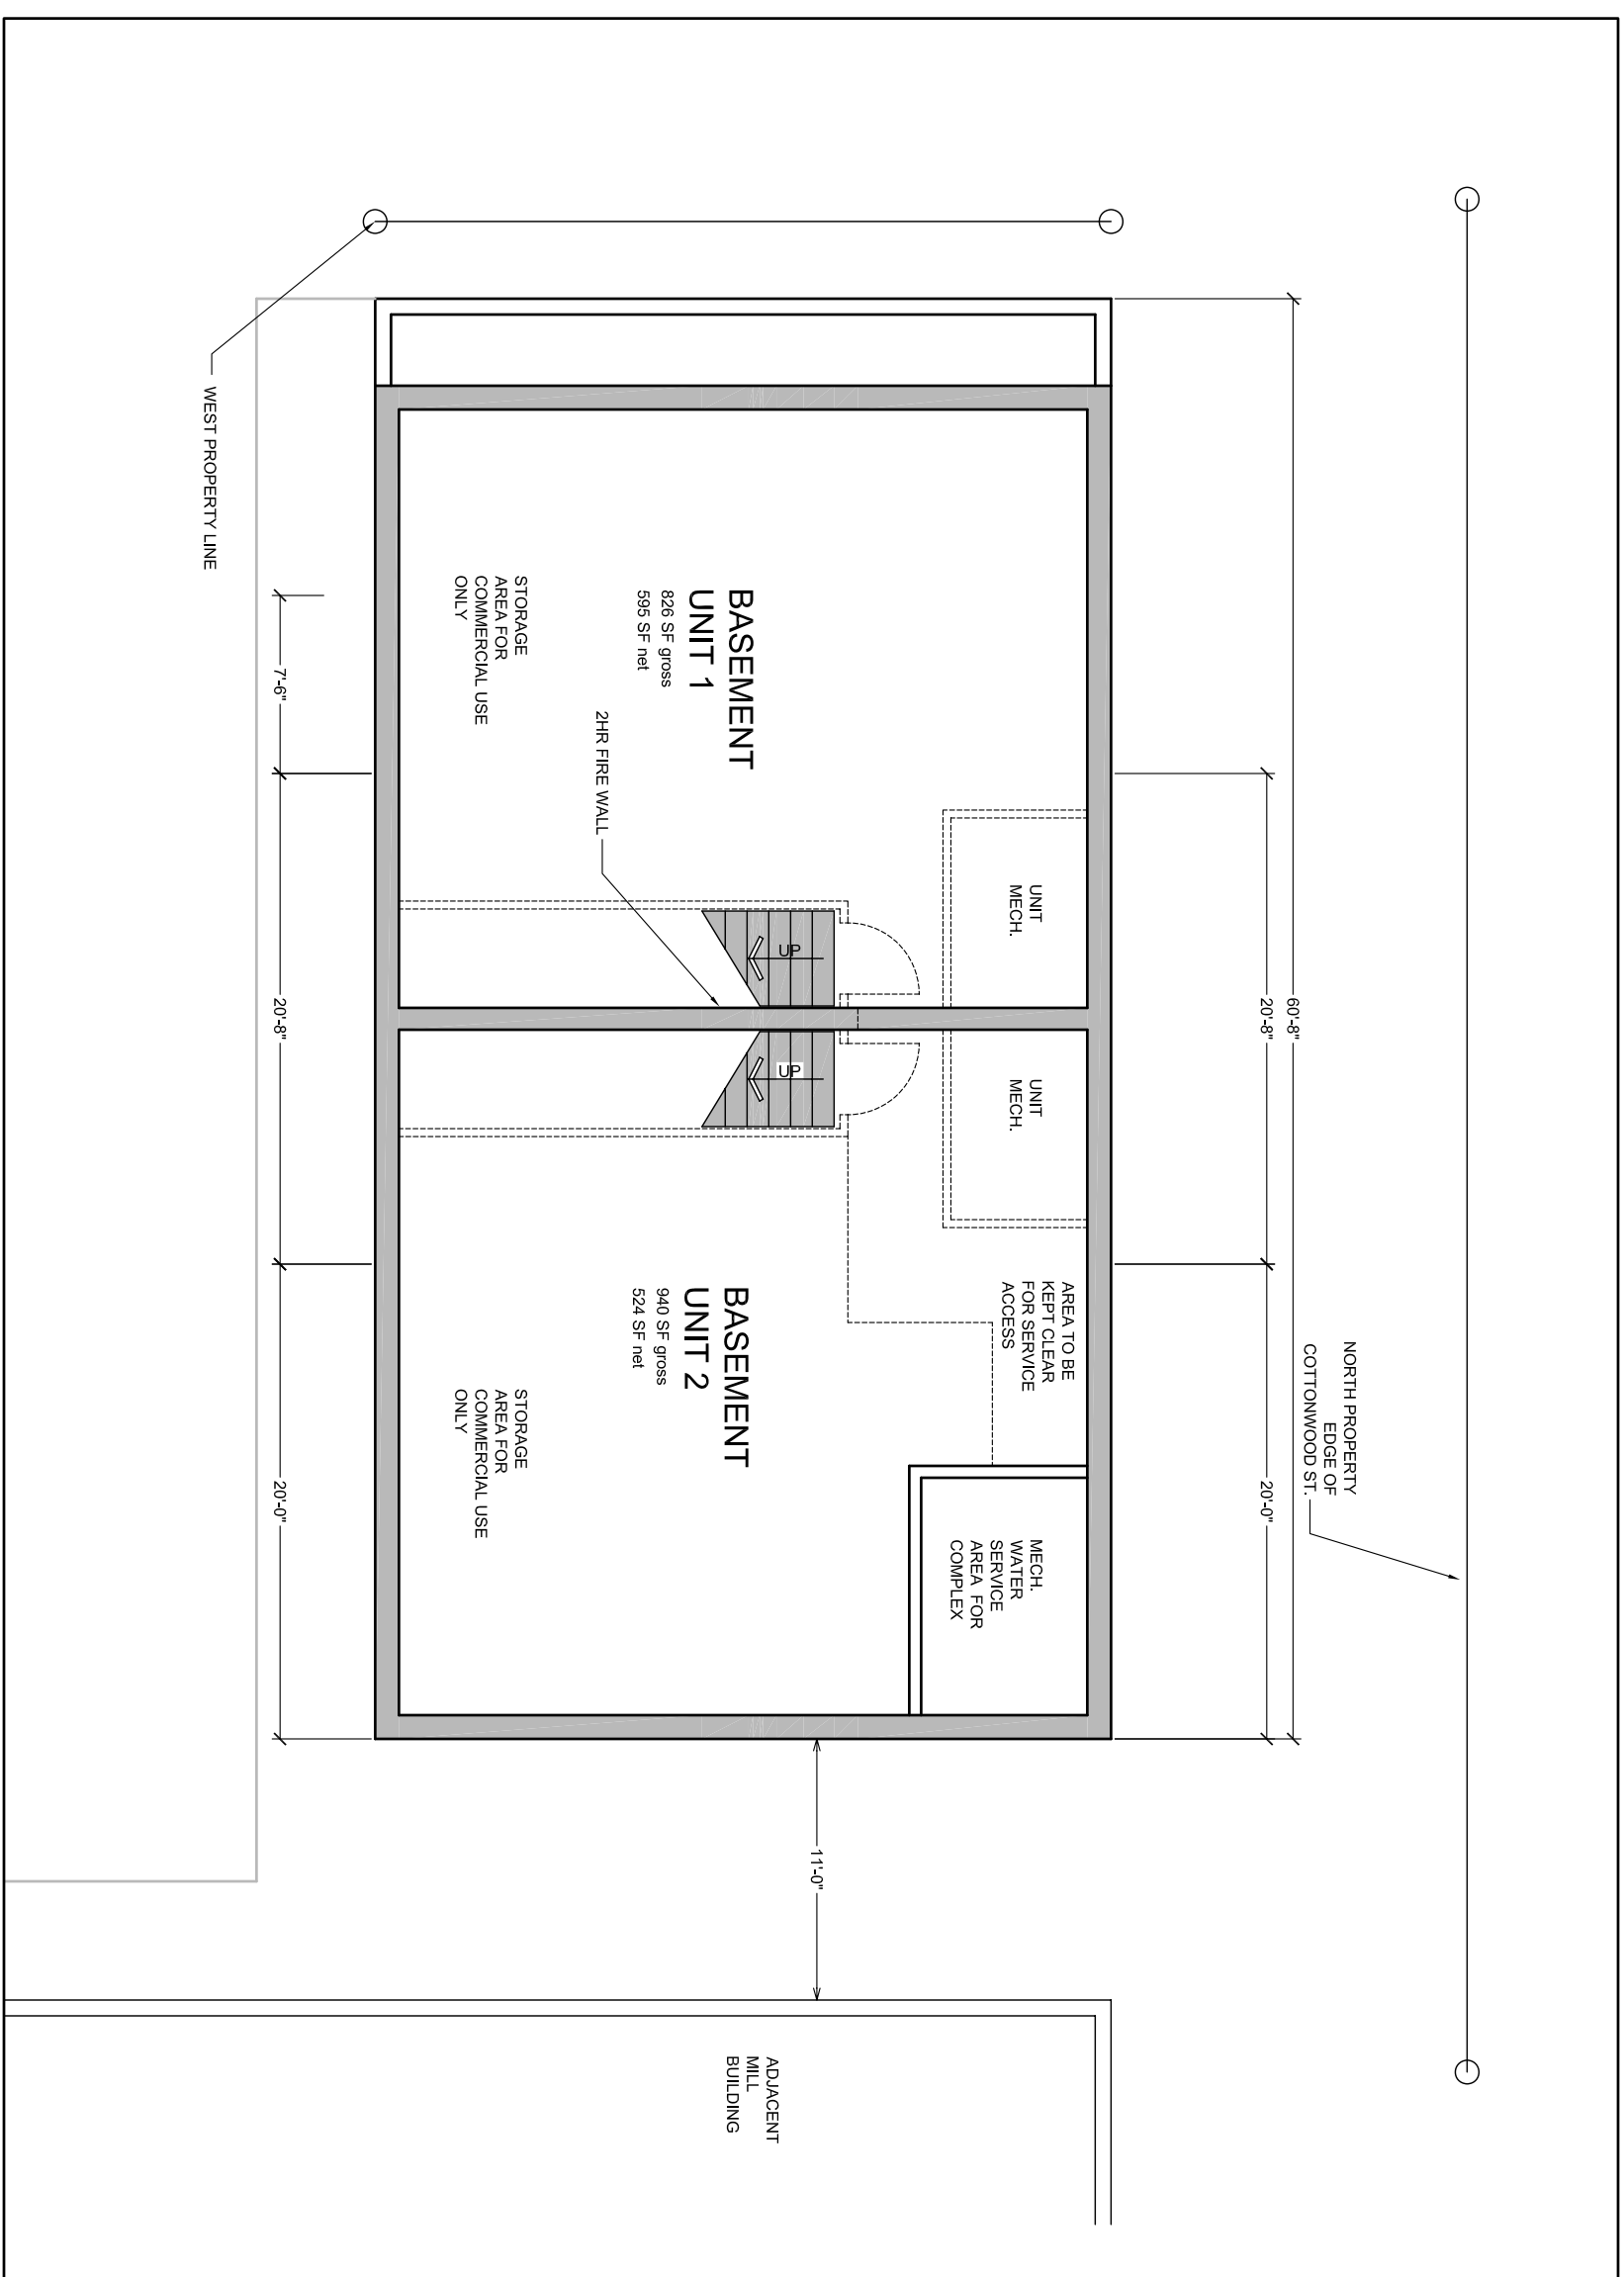 NORTH PROPERTY
EDGE OF
COTTONWOOD ST.
60'-8"
20'-8"
20'-0"
UNIT
MECH.
UNIT
MECH.
AREA TO BE
KEPT CLEAR
FOR SERVICE
ACCESS
MECH.
WATER
SERVICE
AREA FOR
COMPLEX
UP
UP
11'-0"
ADJACENT
MILL
BUILDING
BASEMENT
UNIT 1
826 SF gross
595 SF net
BASEMENT
UNIT 2
940 SF gross
524 SF net
2HR FIRE WALL
STORAGE
AREA FOR
COMMERCIAL USE
ONLY
STORAGE
AREA FOR
COMMERCIAL USE
ONLY
7'-6"
20'-8"
20'-0"
WEST PROPERTY LINE